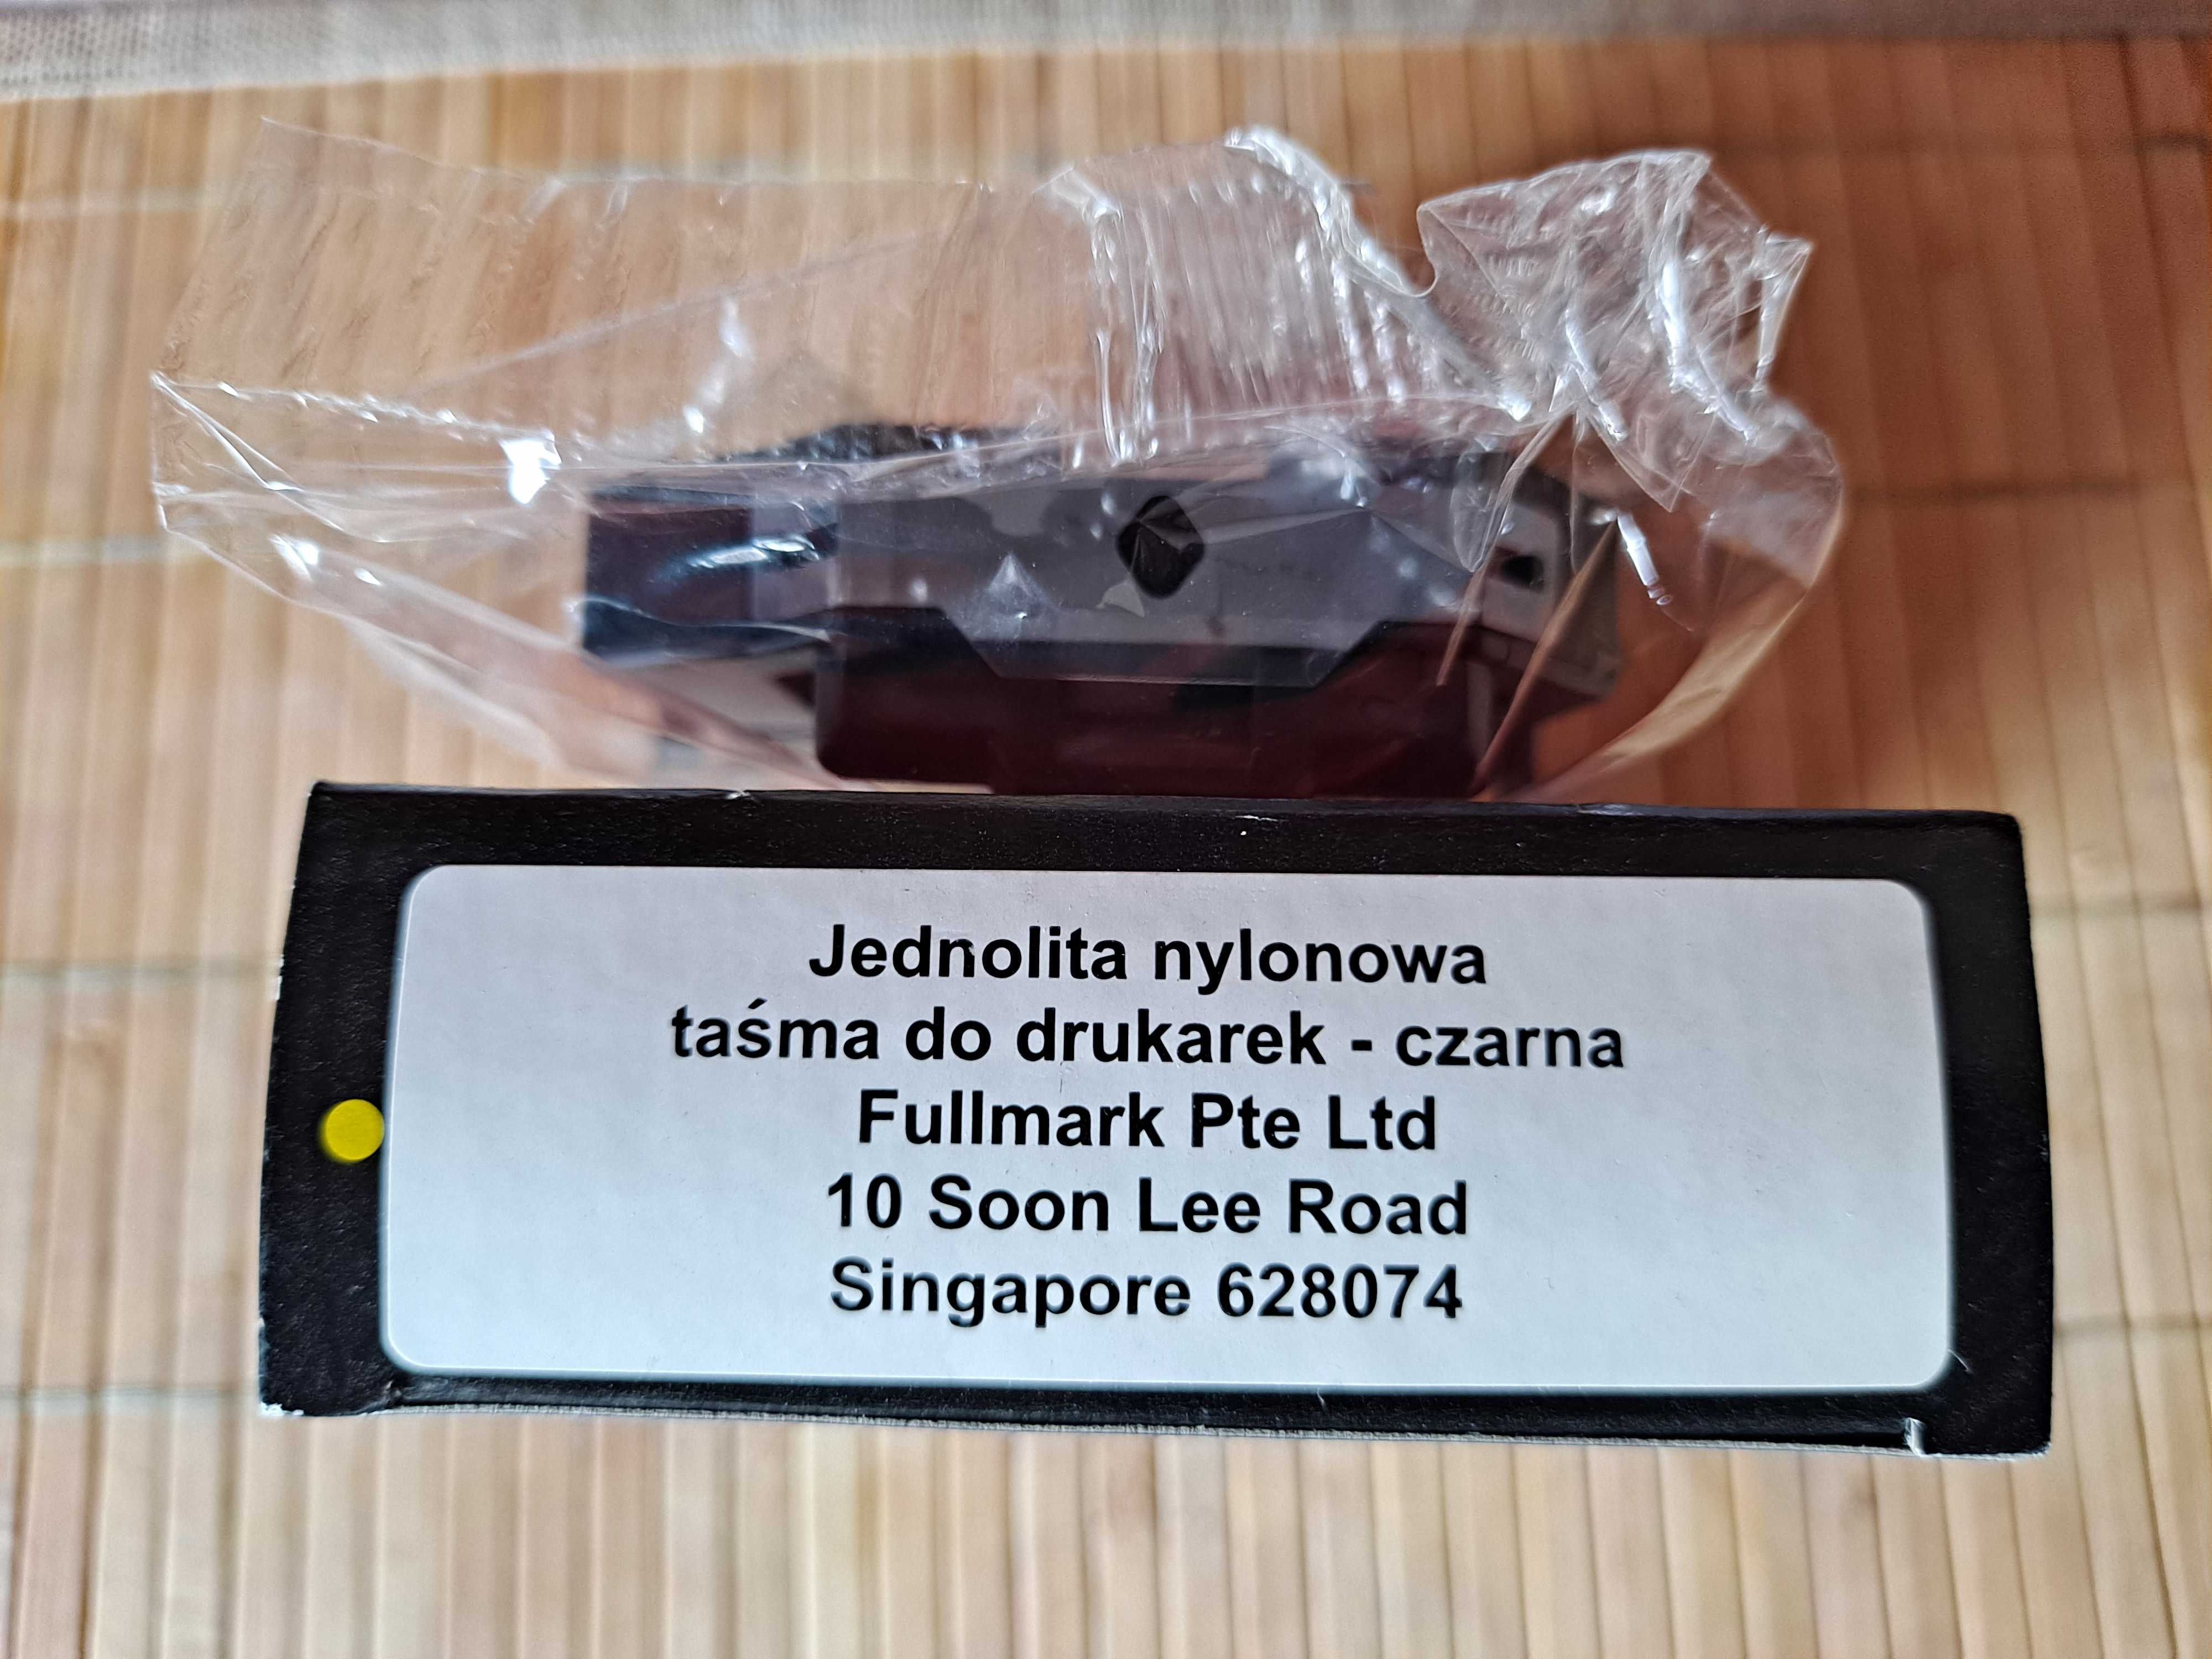 Jednolita nylonowa
taśma do drukarek - czarna
Fullmark Pte Ltd
10 Soon Lee Road
Singapore 628074